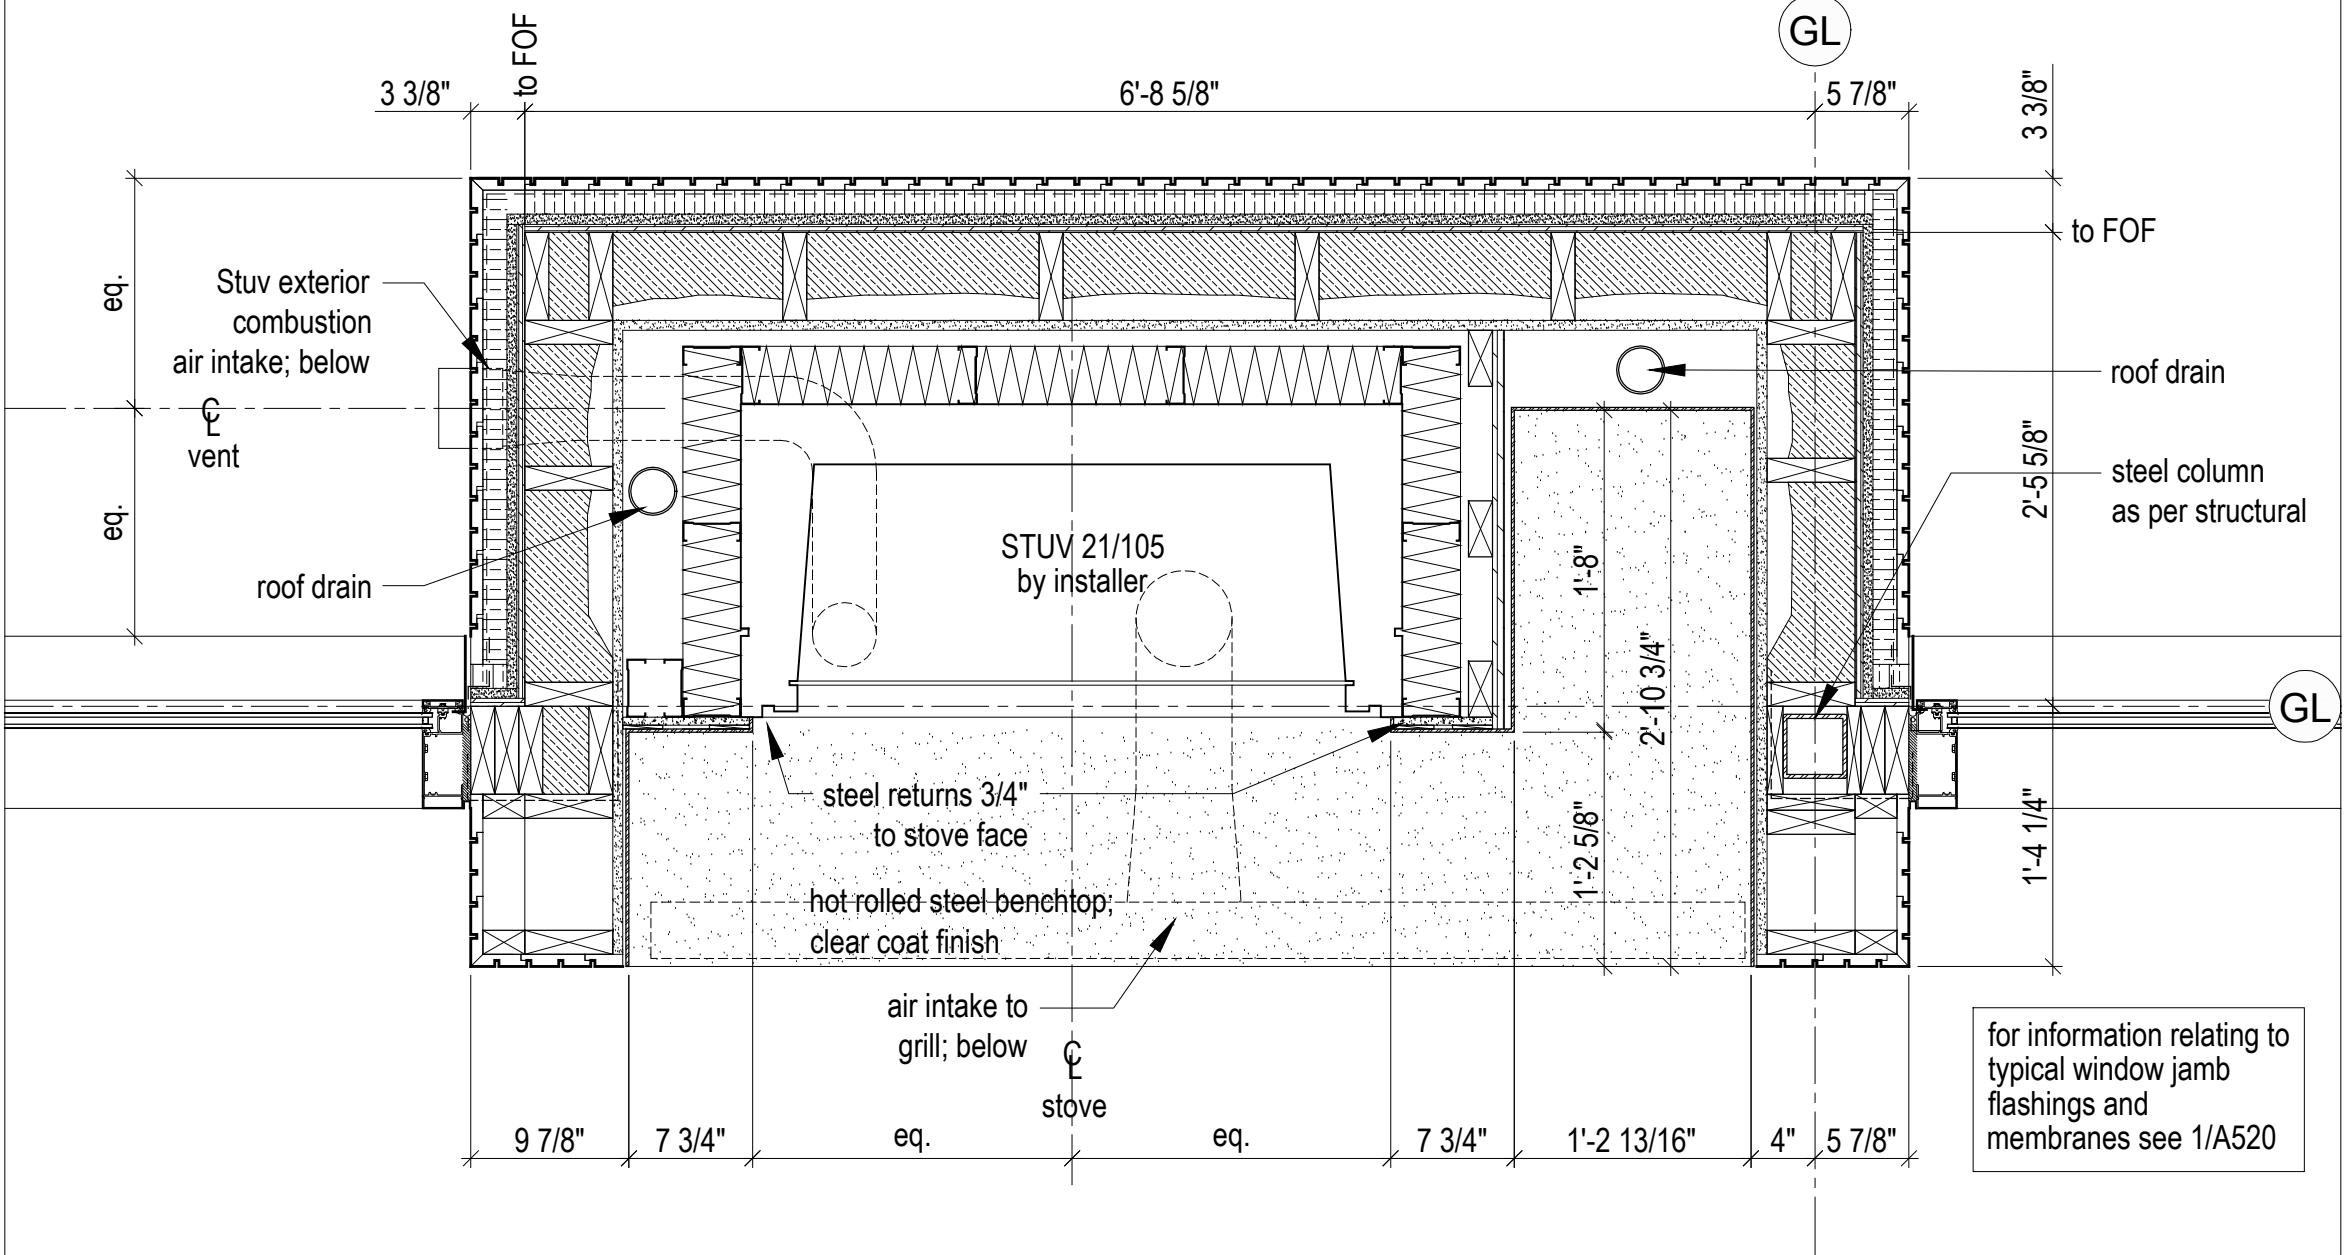 to FOF
GL
3 3/8"
6'-8 5/8"
5 7/8"
3 3/8"
to FOF
eq.
Stuv exterior
combustion
air intake; below
℄
vent
eq.
roof drain
roof drain
2'-5 5/8"
steel column
as per structural
STUV 21/105
by installer
1'-8"
2'-10 3/4"
GL
steel returns 3/4"
to stove face
1'-2 5/8"
1'-4 1/4"
hot rolled steel benchtop;
clear coat finish
air intake to
grill; below
℄
stove
for information relating to
typical window jamb
flashings and
membranes see 1/A520
9 7/8"
7 3/4"
eq.
eq.
7 3/4"
1'-2 13/16"
4"
5 7/8"